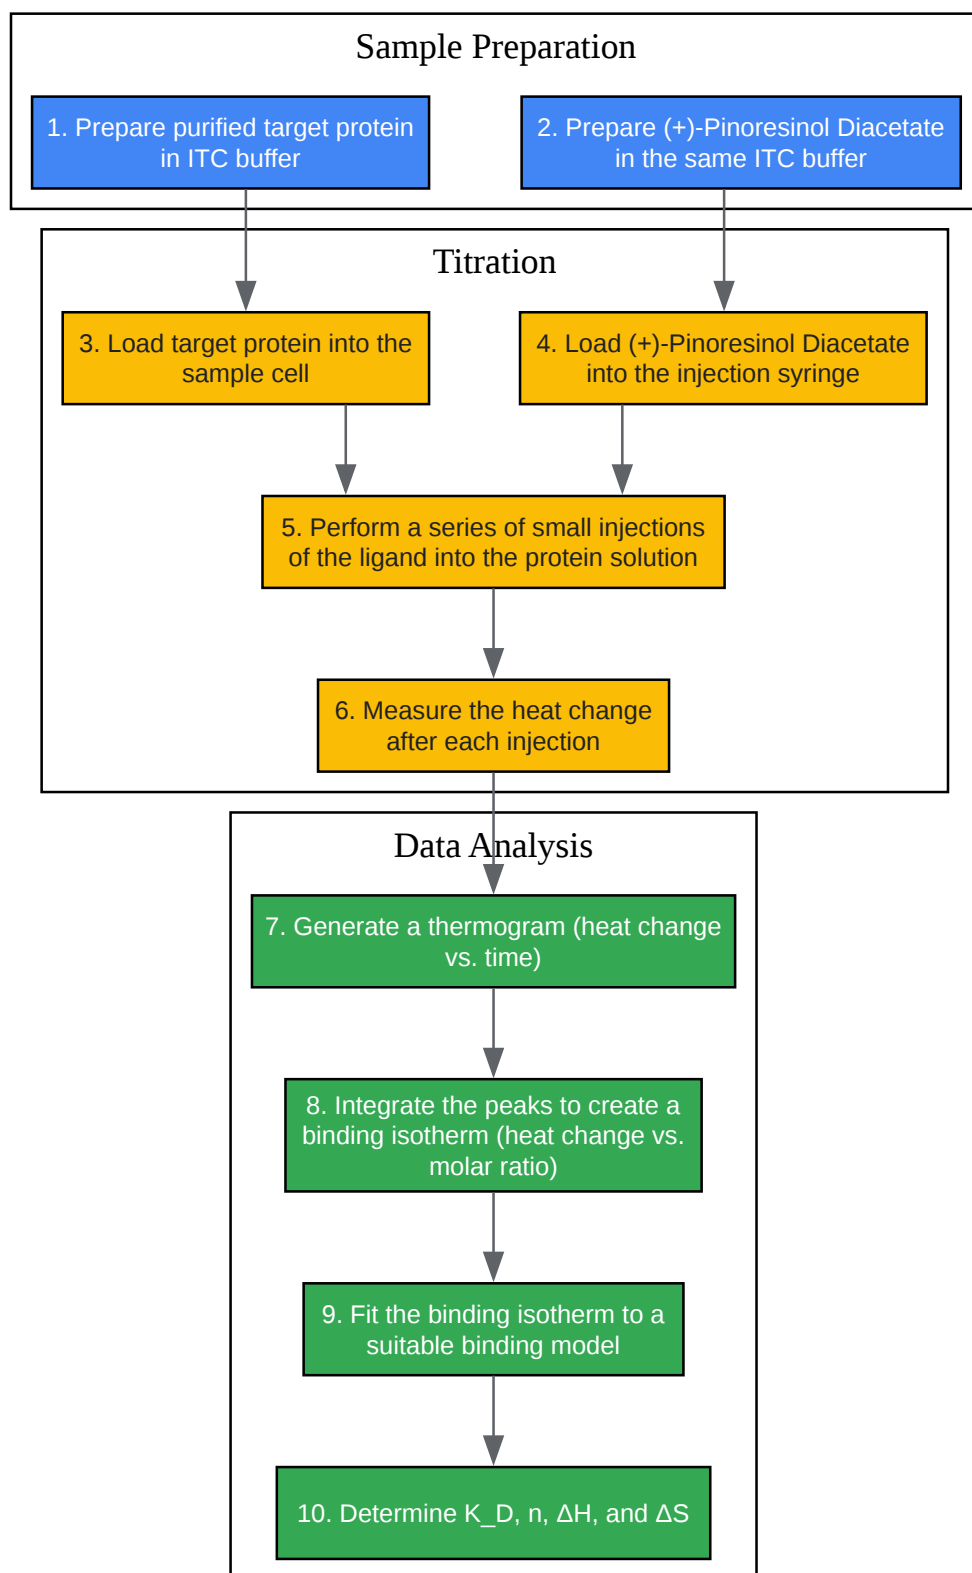 Sample Preparation
1. Prepare purified target protein
in ITC buffer
2. Prepare (+)-Pinoresinol Diacetate
in the same ITC buffer
Titration
3. Load target protein into the
sample cell
4. Load (+)-Pinoresinol Diacetate
into the injection syringe
5. Perform a series of small injections
of the ligand into the protein solution
6. Measure the heat change
after each injection
Data Analysis
7. Generate a thermogram (heat change
vs. time)
8. Integrate the peaks to create a
binding isotherm (heat change vs.
molar ratio)
9. Fit the binding isotherm to a
suitable binding model
10. Determine K_D, n, ΔH, and ΔS